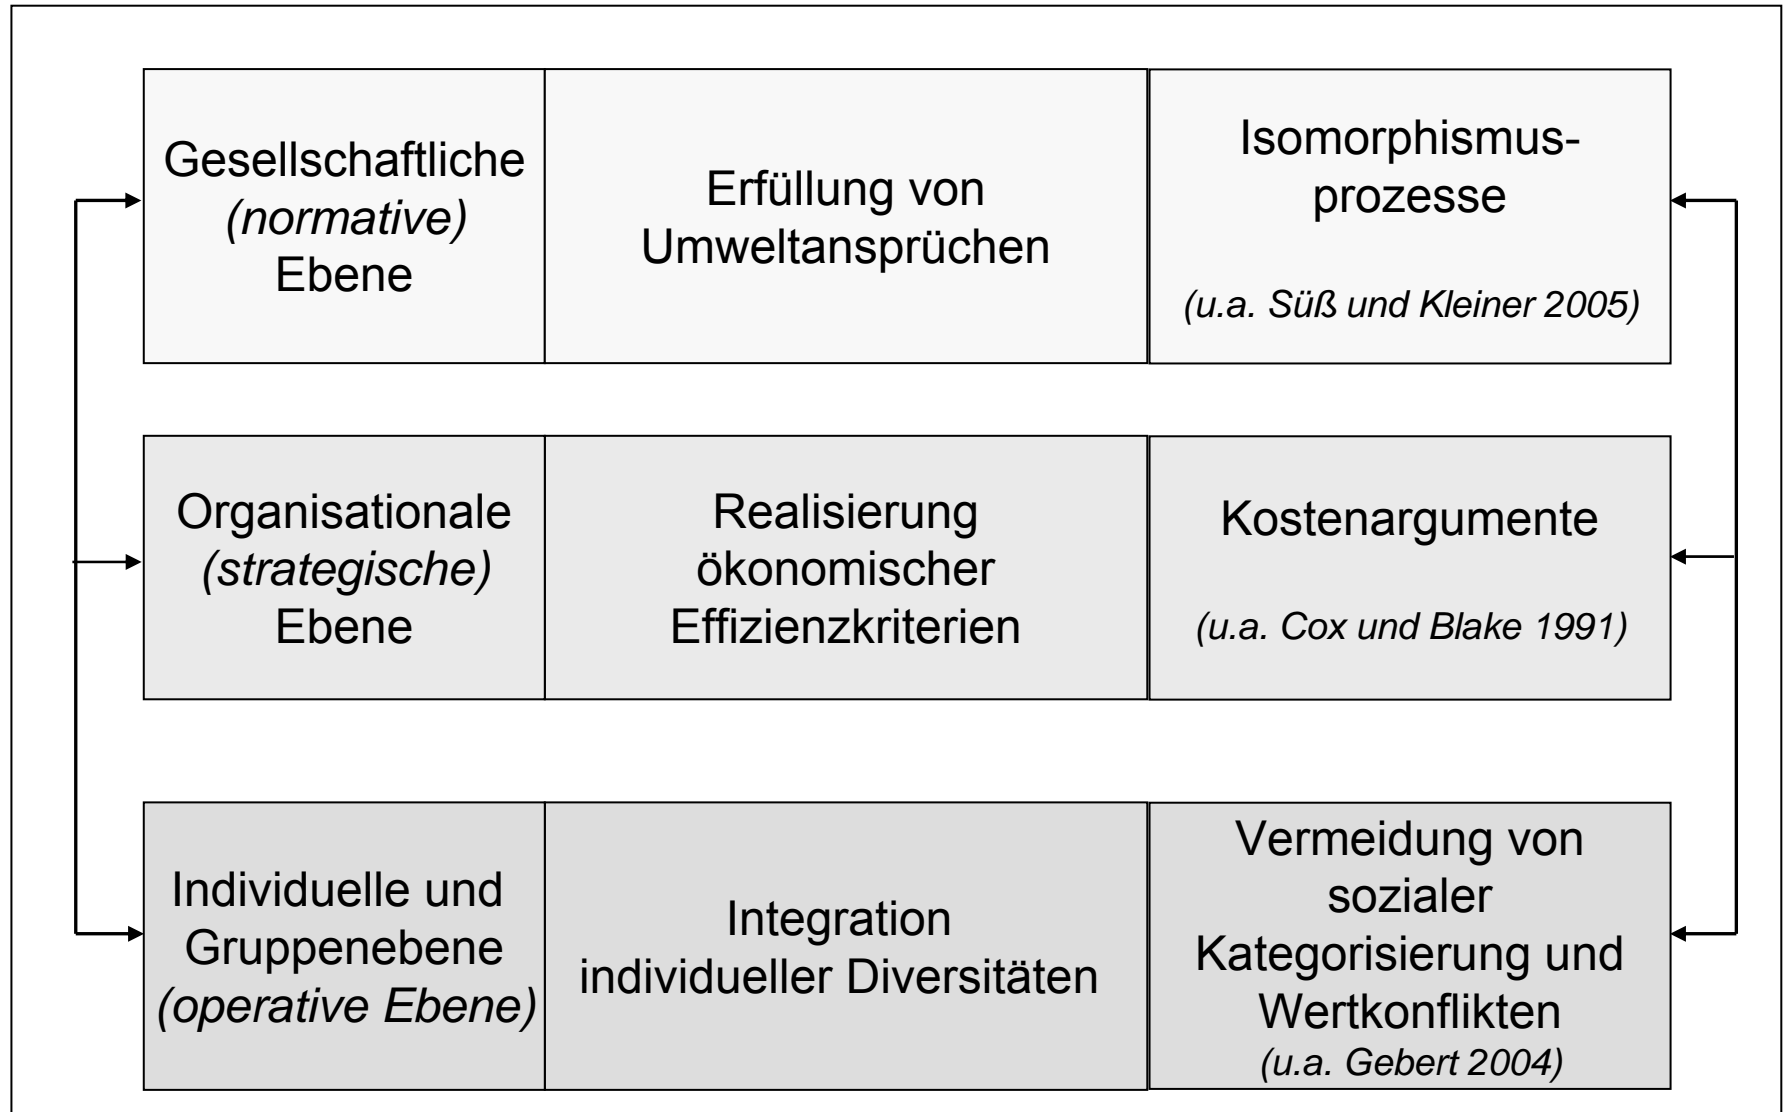 Gesellschaftliche
(normative)
Ebene
Erfüllung von
Umweltansprüchen
Isomorphismus-
prozesse
(u.a. Süß und Kleiner 2005)
Organisationale
(strategische)
Ebene
Realisierung
ökonomischer
Effizienzkriterien
Kostenargumente
(u.a. Cox und Blake 1991)
Individuelle und
Gruppenebene
(operative Ebene)
Integration
individueller Diversitäten
Vermeidung von
sozialer
Kategorisierung und
Wertkonflikten
(u.a. Gebert 2004)